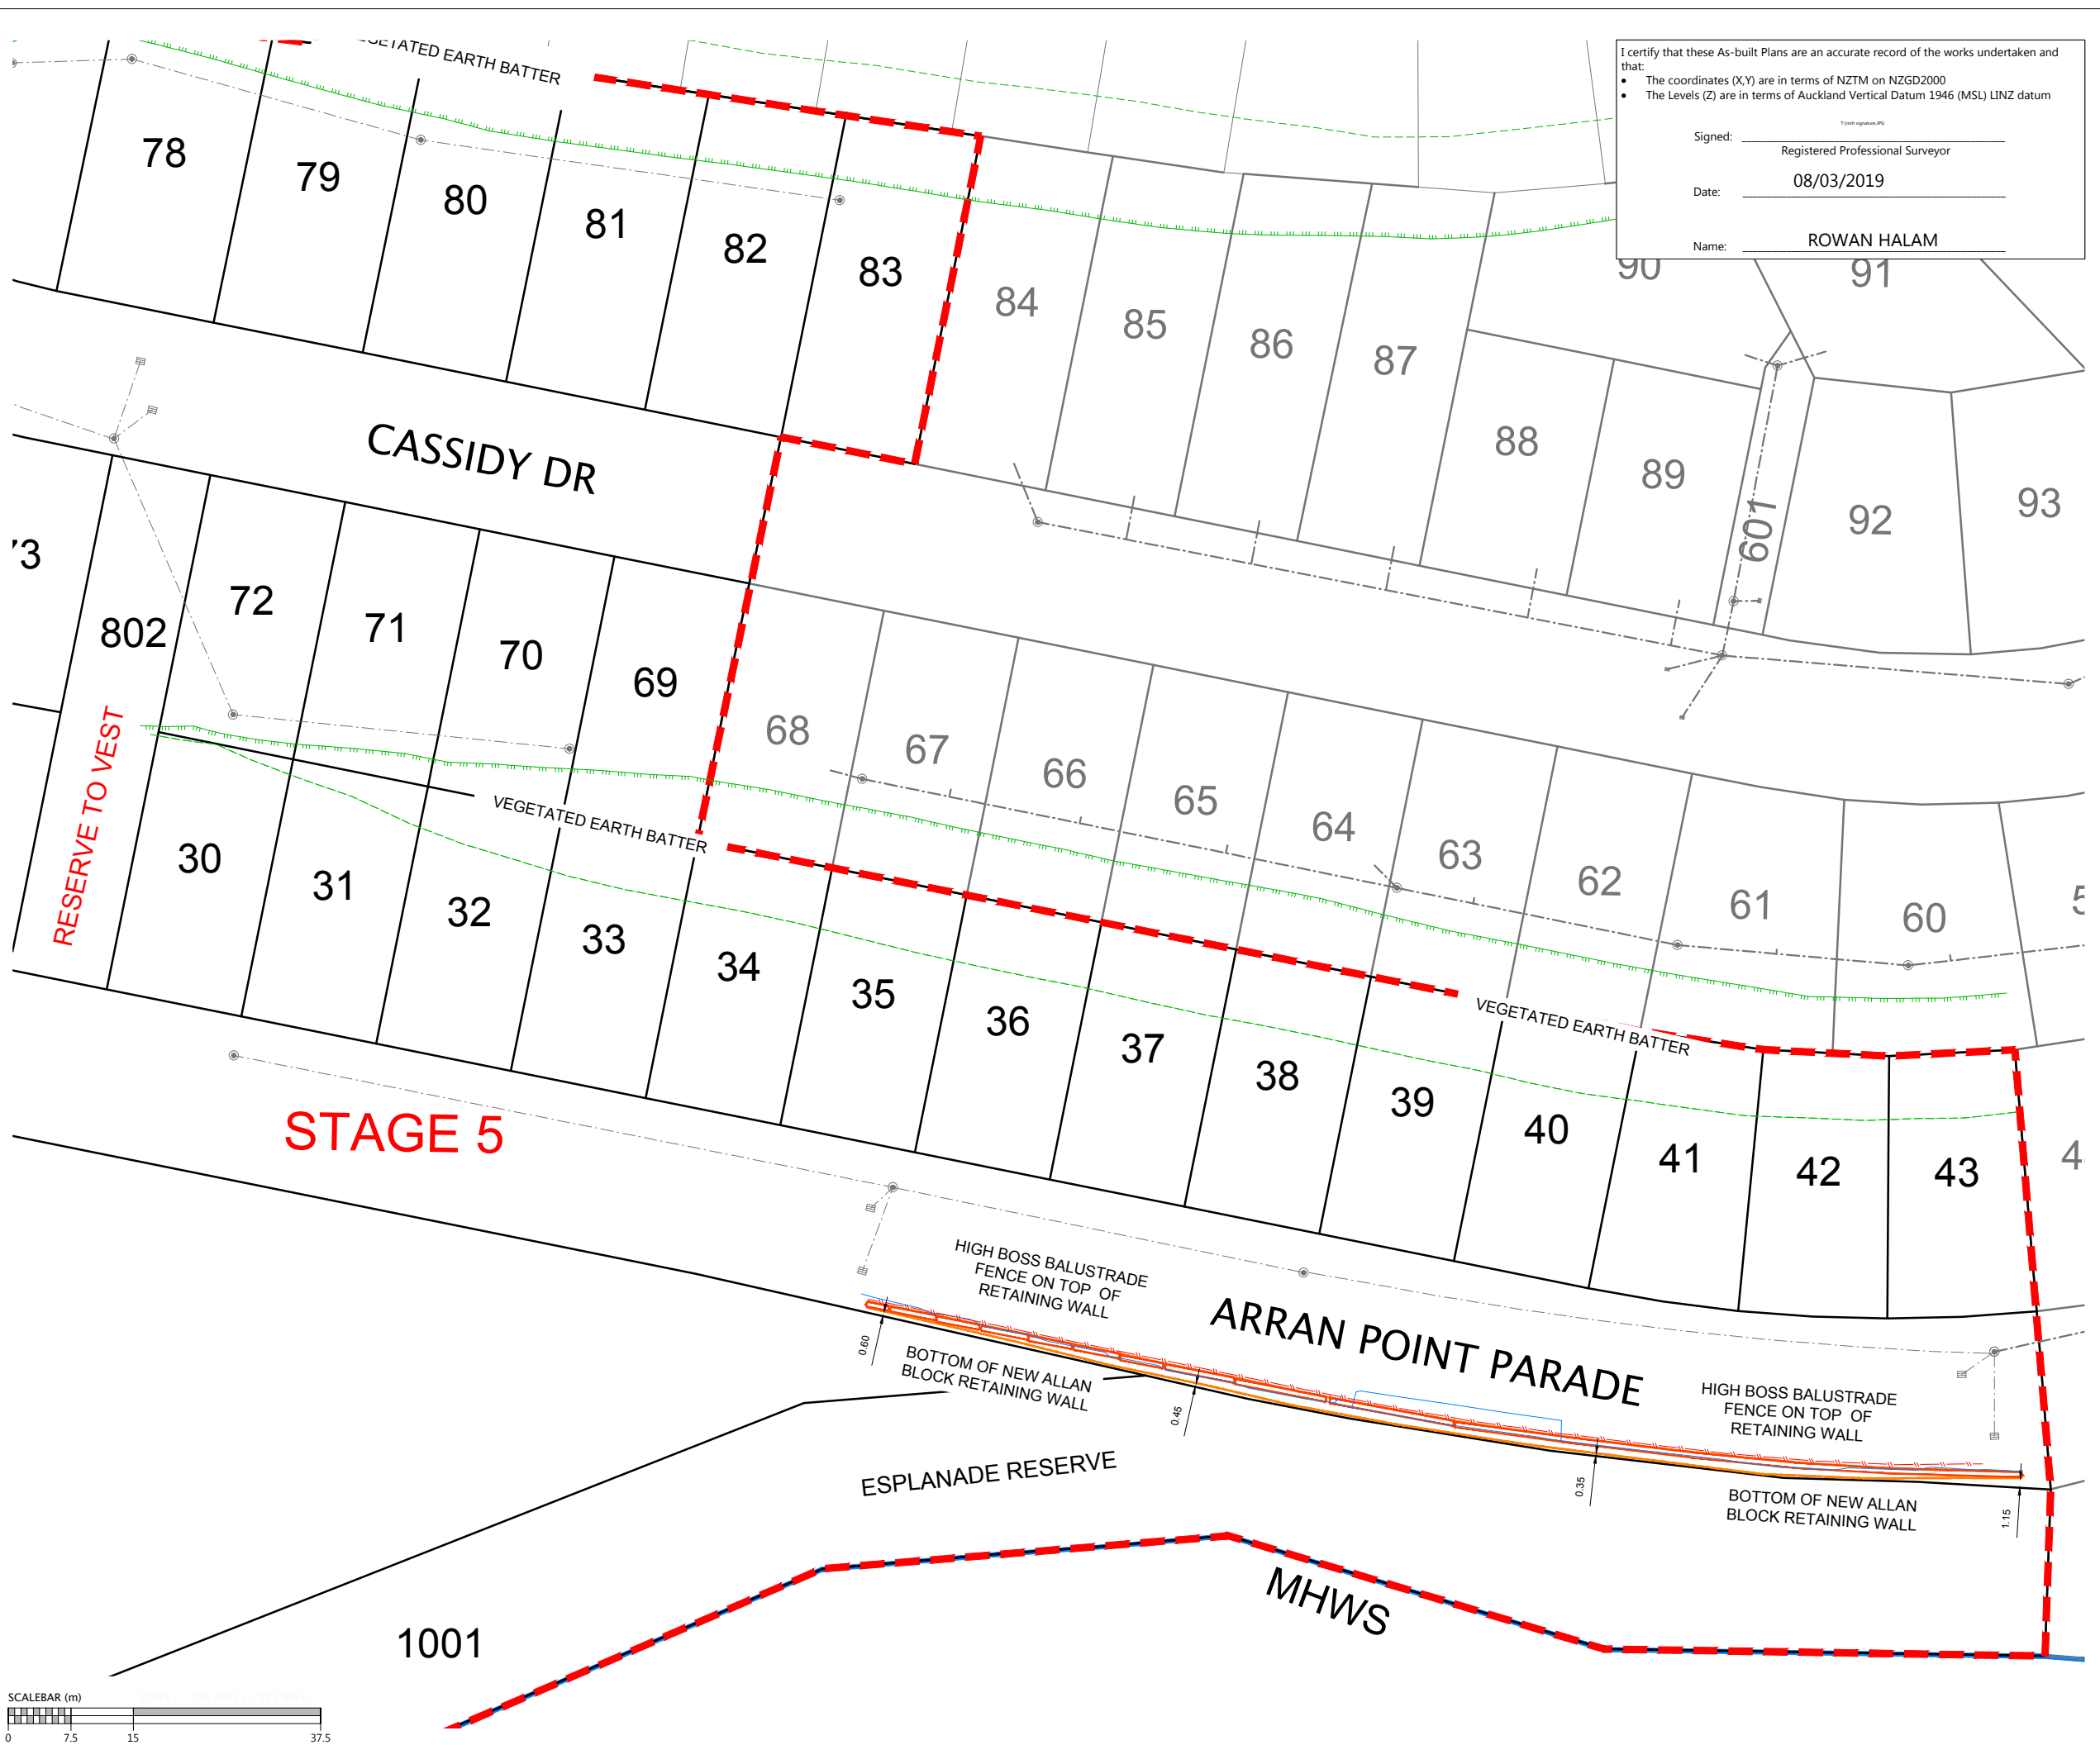 VEGETATED EARTH BATTER
I certify that these As-built Plans are an accurate record of the works undertaken and
that:
• The coordinates (X,Y) are in terms of NZTM on NZGD2000
• The Levels (Z) are in terms of Auckland Vertical Datum 1946 (MSL) LINZ datum
Signed:
Registered Professional Surveyor
Date: 08/03/2019
Name: ROWAN HALAM
78
79
80
81
82
83
84
85
86
87
88
89
90
91
92
93
601
CASSIDY DR
73
802
72
71
70
69
68
67
66
65
64
63
62
61
60
RESERVE TO VEST
VEGETATED EARTH BATTER
VEGETATED EARTH BATTER
30
31
32
33
34
35
36
37
38
39
40
41
42
43
STAGE 5
HIGH BOSS BALUSTRADE
FENCE ON TOP OF
RETAINING WALL
ARRAN POINT PARADE
HIGH BOSS BALUSTRADE
FENCE ON TOP OF
RETAINING WALL
0.60
BOTTOM OF NEW ALLAN
BLOCK RETAINING WALL
0.45
0.35
BOTTOM OF NEW ALLAN
BLOCK RETAINING WALL
1.15
ESPLANADE RESERVE
MHWS
1001
SCALEBAR (m)
0 7.5 15 37.5